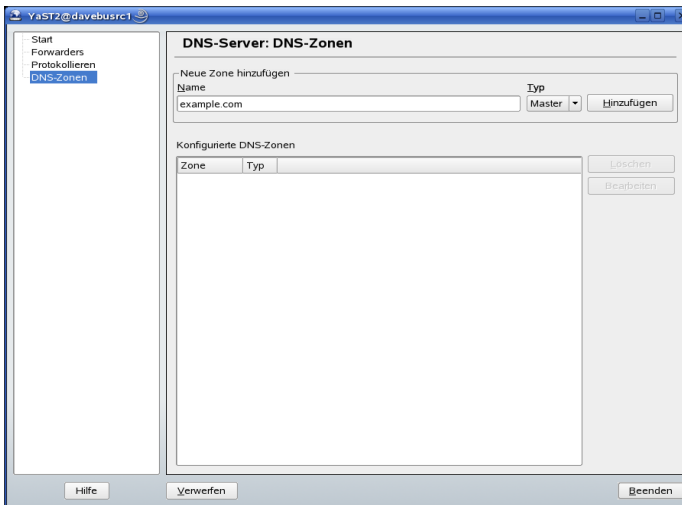 YaST2@davebusrc1
Start
Forwarders
Protokollieren
DNS-Zonen
DNS-Server: DNS-Zonen
Neue Zone hinzufügen
Name
Typ
example.com
Master
Hinzufügen
Konfigurierte DNS-Zonen
Zone
Typ
Löschen
Bearbeiten
Hilfe
Verwerfen
Beenden